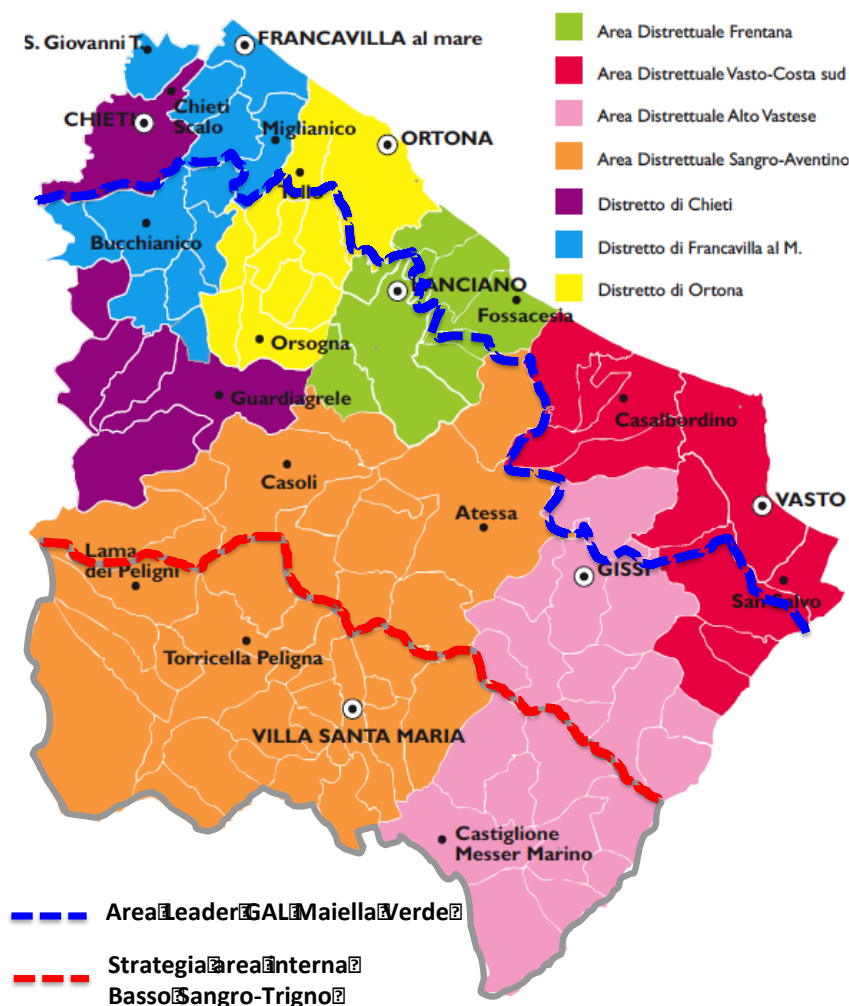 S. Giovanni T.
FRANCAVILLA al mare
CHIETI
Chieti
Scalo
Miglianico
ORTONA
Tollo
Bucchianico
LANCIANO
Fossacesia
Orsogna
Guardiagrele
Casalbordino
Casoli
Atessa
VASTO
Lama
dei Peligni
GISSI
San Salvo
Torricella Peligna
VILLA SANTA MARIA
Castiglione
Messer Marino
Area Distrettuale Frentana
Area Distrettuale Vasto-Costa sud
Area Distrettuale Alto Vastese
Area Distrettuale Sangro-Aventino
Distretto di Chieti
Distretto di Francavilla al M.
Distretto di Ortona
Area Leader GAL Maiella Verde
Strategia area interna
Basso Sangro-Trigno